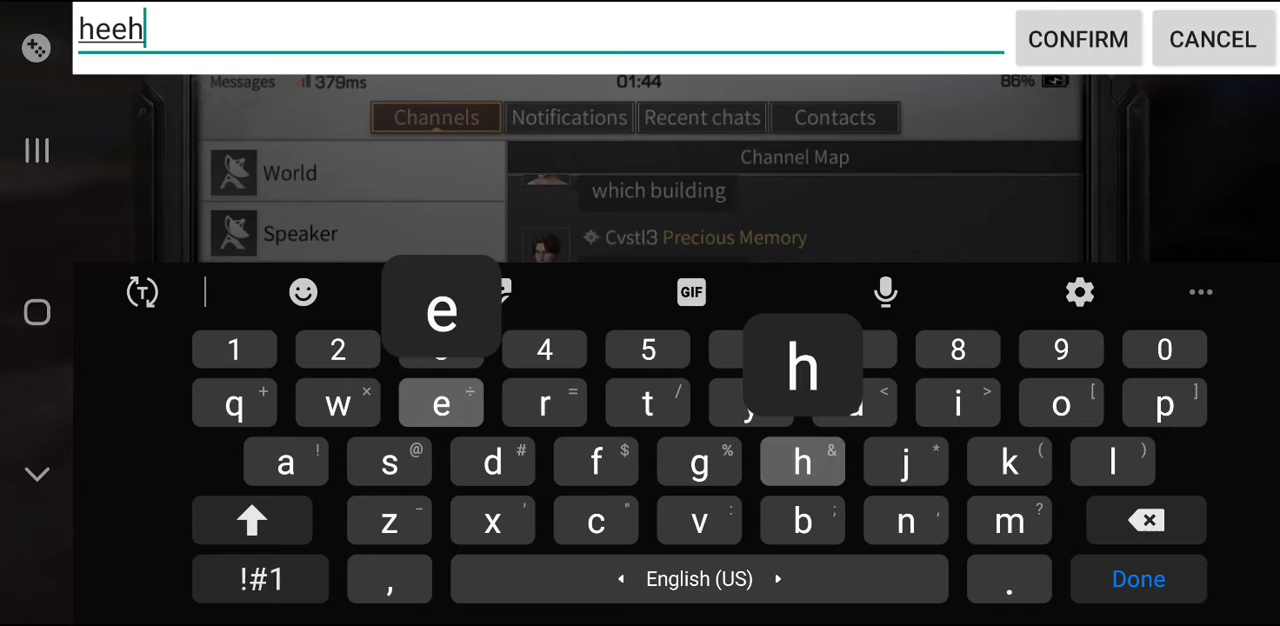 heeh
CONFIRM
CANCEL
Messages
379ms
01:44
86%
Channels
Notifications
Recent chats
Contacts
World
Channel Map
which building
Speaker
Cvstl3 Precious Memory
e
GIF
h
1 2 4 5 8 9 0
q + w × e ÷ r = t / y < i > o [ p ]
a ! s @ d # f $ g % h & j * k ( l )
z - x ' c " v : b ; n , m ?
!#1 , English (US) . Done